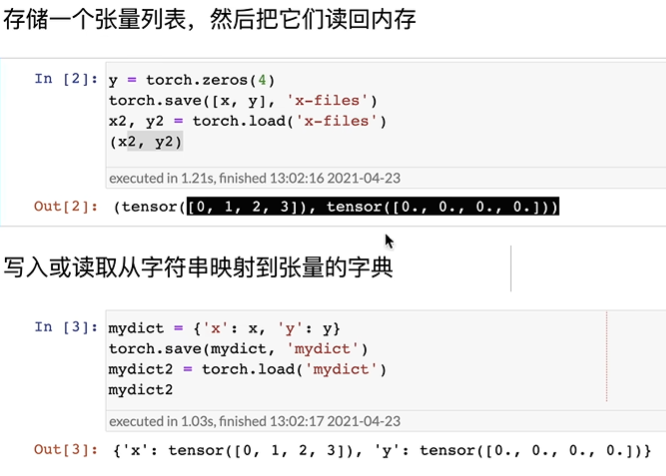 存储一个张量列表，然后把它们读回内存
In [2]: y = torch.zeros(4)
torch.save([x, y], 'x-files')
x2, y2 = torch.load('x-files')
(x2, y2)
executed in 1.21s, finished 13:02:16 2021-04-23
Out[2]: (tensor([0, 1, 2, 3]), tensor([0., 0., 0., 0.]))
写入或读取从字符串映射到张量的字典
In [3]: mydict = {'x': x, 'y': y}
torch.save(mydict, 'mydict')
mydict2 = torch.load('mydict')
mydict2
executed in 1.03s, finished 13:02:17 2021-04-23
Out[3]: {'x': tensor([0, 1, 2, 3]), 'y': tensor([0., 0., 0., 0.])}